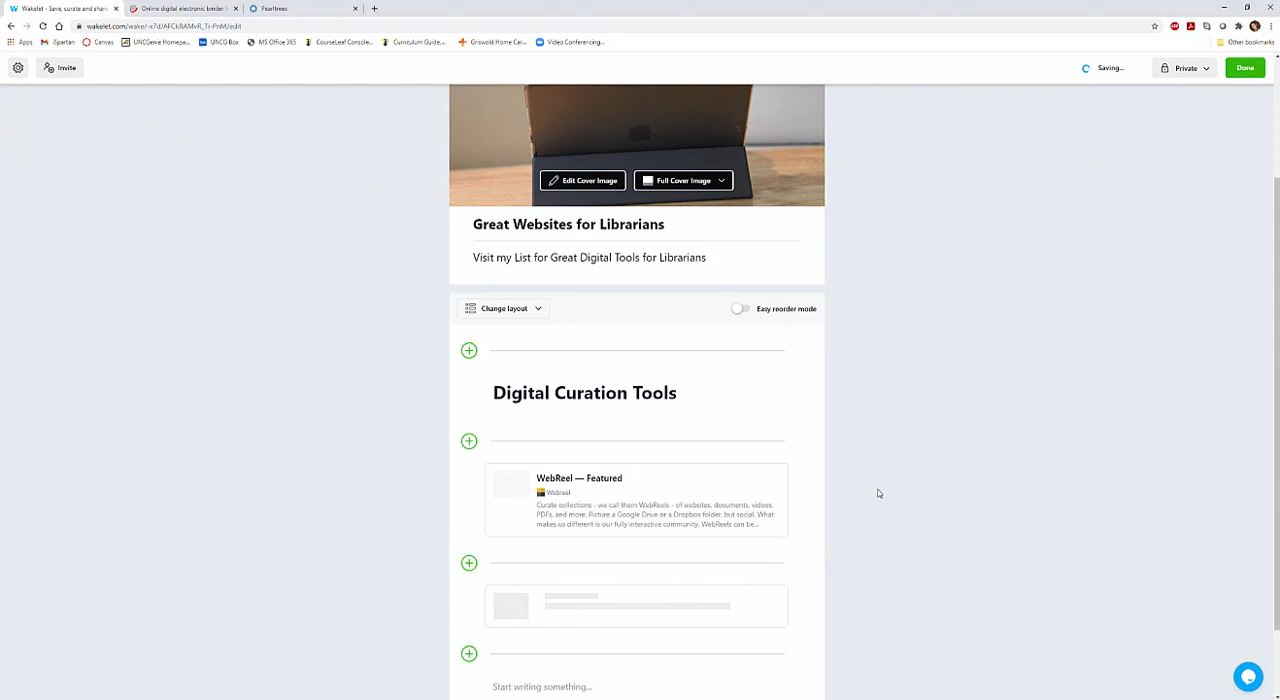 Wakelet - Save, curate and share
Online digital electronic binder
Pearltrees
wakelet.com/wake/-x7dJAFCkRAMvR_Ti-PnM/edit
Apps
iSpartan
Canvas
UNCGenie Homepa...
UNCG Box
MS Office 365
CourseLeaf Console...
Curriculum Guide,...
Griswold Home Car...
Video Conferencing...
Other bookmarks
Invite
Saving...
Private
Done
Edit Cover Image
Full Cover Image
Great Websites for Librarians
Visit my List for Great Digital Tools for Librarians
Change layout
Easy reorder mode
Digital Curation Tools
WebReel — Featured
Webreel
Curate collections - we call them WebReels - of websites, documents, videos,
PDFs, and more. Picture a Google Drive or a Dropbox folder, but social. What
makes us different is our fully interactive community. WebReels can be...
Start writing something...